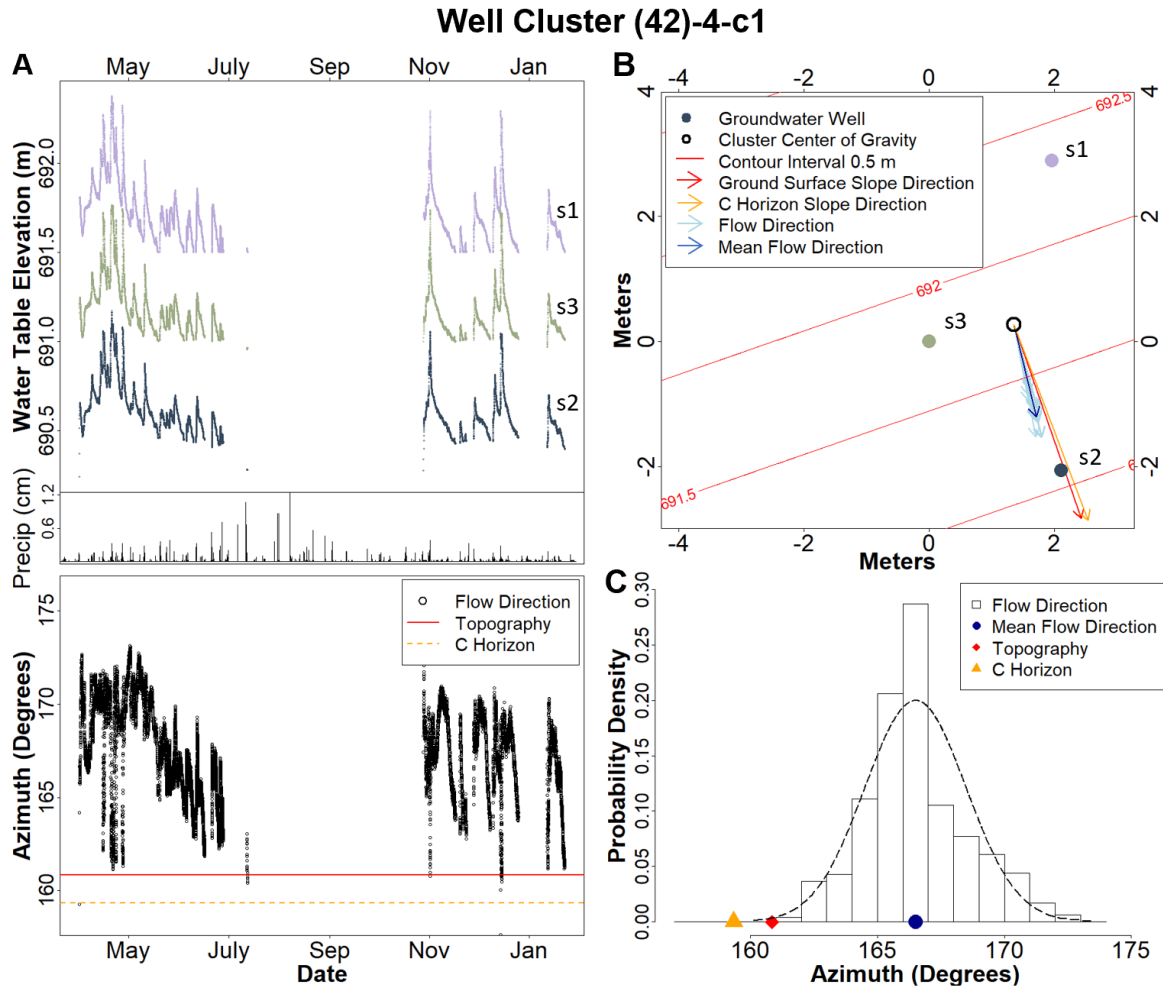 Well Cluster (42)-4-c1
A
May July Sep Nov Jan
Water Table Elevation (m)
692.0
691.5
691.0
690.5
s1
s3
s2
Precip (cm)
1.2
0.6
Azimuth (Degrees)
175
170
165
160
Flow Direction
Topography
C Horizon
May July Sep Nov Jan
Date
B
-4 -2 0 2 4
4
2
0
-2
Meters
Groundwater Well
Cluster Center of Gravity
Contour Interval 0.5 m
Ground Surface Slope Direction
C Horizon Slope Direction
Flow Direction
Mean Flow Direction
692.5
s1
692
s3
s2
691.5
4
2
0
-2
-4 -2 0 2
Meters
C
Probability Density
0.30
0.25
0.20
0.15
0.10
0.05
0.00
Flow Direction
Mean Flow Direction
Topography
C Horizon
160 165 170 175
Azimuth (Degrees)